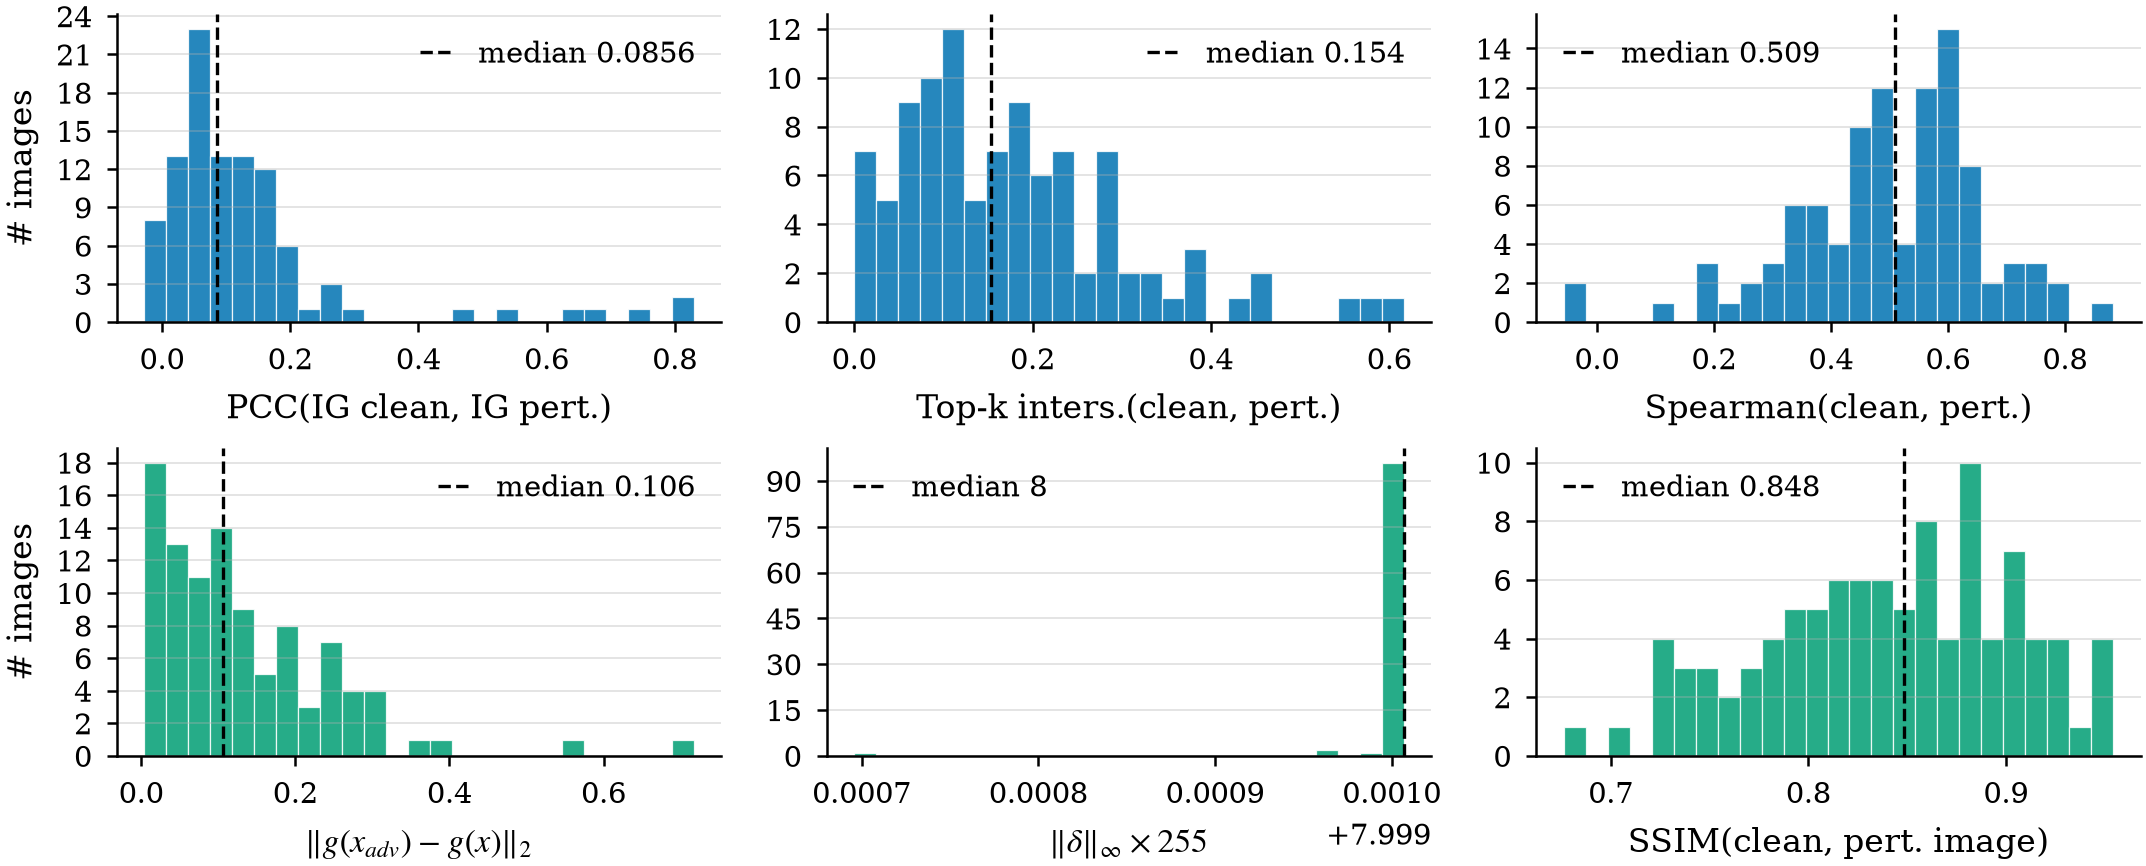 24
21
18
15
12
9
6
3
0
# images
median 0.0856
0.0 0.2 0.4 0.6 0.8
PCC(IG clean, IG pert.)
12
10
8
6
4
2
0
median 0.154
0.0 0.2 0.4 0.6
Top-k inters.(clean, pert.)
14
12
10
8
6
4
2
0
median 0.509
0.0 0.2 0.4 0.6 0.8
Spearman(clean, pert.)
18
16
14
12
10
8
6
4
2
0
# images
median 0.106
0.0 0.2 0.4 0.6
‖g(x_adv) − g(x)‖₂
90
75
60
45
30
15
0
median 8
0.0007 0.0008 0.0009 0.0010
+7.999
‖δ‖∞ × 255
10
8
6
4
2
0
median 0.848
0.7 0.8 0.9
SSIM(clean, pert. image)